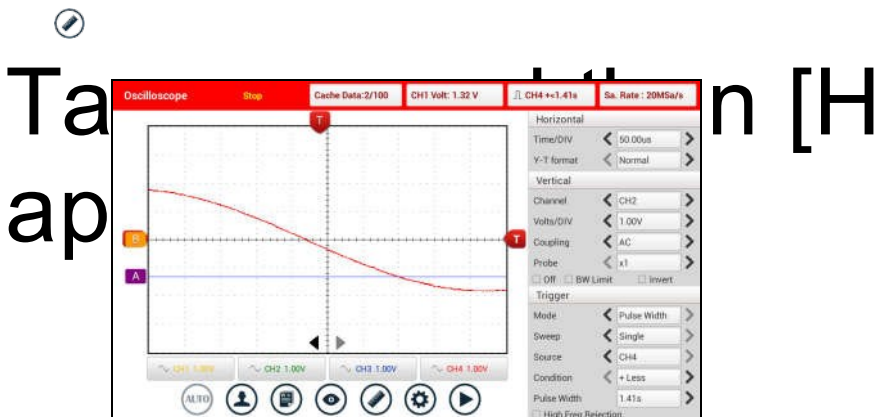 Ta n [H
ap
Oscilloscope Stop Cache Data:2/100 CH1 Volt: 1.32 V CH4 +<1.41s Sa. Rate : 20MSa/s
T
Horizontal
Time/DIV 50.00us
Y-T format Normal
Vertical
Channel CH2
Volts/DIV 1.00V
B T
Coupling AC
Probe x1
A
Off BW Limit Invert
Trigger
Mode Pulse Width
Sweep Single
Source CH4
CH1 1.00V CH2 1.00V CH3 1.00V CH4 1.00V
Condition + Less
AUTO
Pulse Width 1.41s
High Freq Rejection